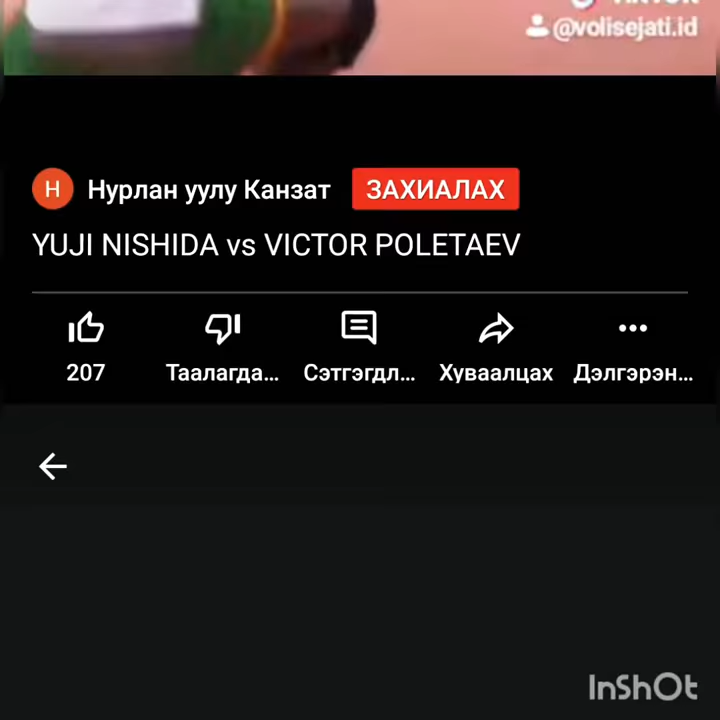 @volisejati.id
Н Нурлан уулу Канзат ЗАХИАЛАХ
YUJI NISHIDA vs VICTOR POLETAEV
207 Таалагда... Сэтгэгдл... Хуваалцах Дэлгэрэн...
InShOt